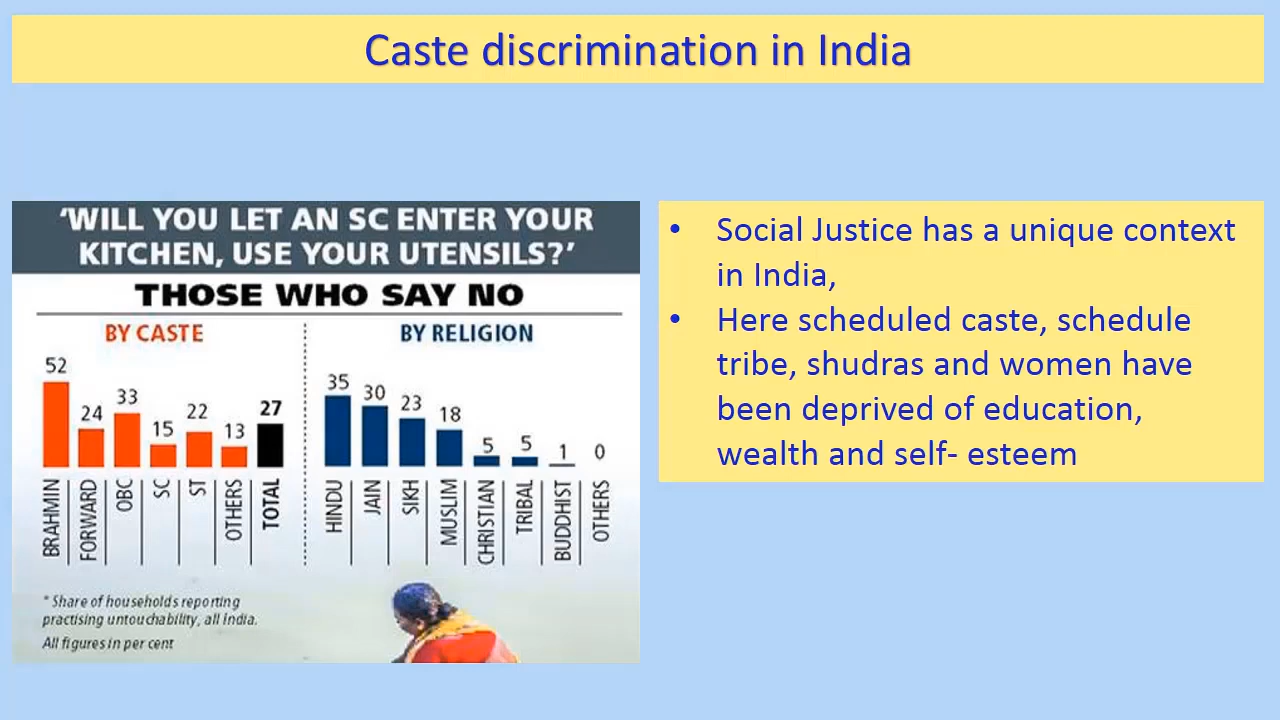 Caste discrimination in India
'WILL YOU LET AN SC ENTER YOUR
KITCHEN, USE YOUR UTENSILS?'
THOSE WHO SAY NO
BY CASTE
52
24
33
15
22
13
27
BRAHMIN
FORWARD
OBC
SC
ST
OTHERS
TOTAL
BY RELIGION
35
30
23
18
5
5
1
0
HINDU
JAIN
SIKH
MUSLIM
CHRISTIAN
TRIBAL
BUDDHIST
OTHERS
* Share of households reporting
practising untouchability, all India.
All figures in per cent
• Social Justice has a unique context
in India,
• Here scheduled caste, schedule
tribe, shudras and women have
been deprived of education,
wealth and self- esteem